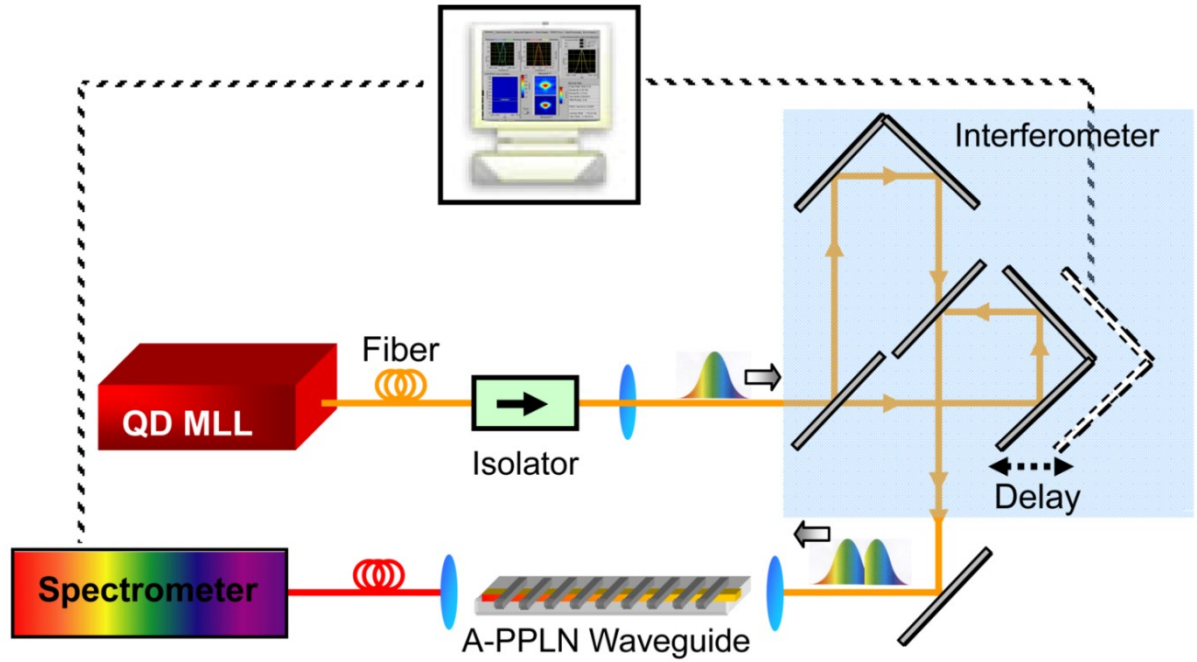 Interferometer
Fiber
QD MLL
Isolator
Delay
Spectrometer
A-PPLN Waveguide